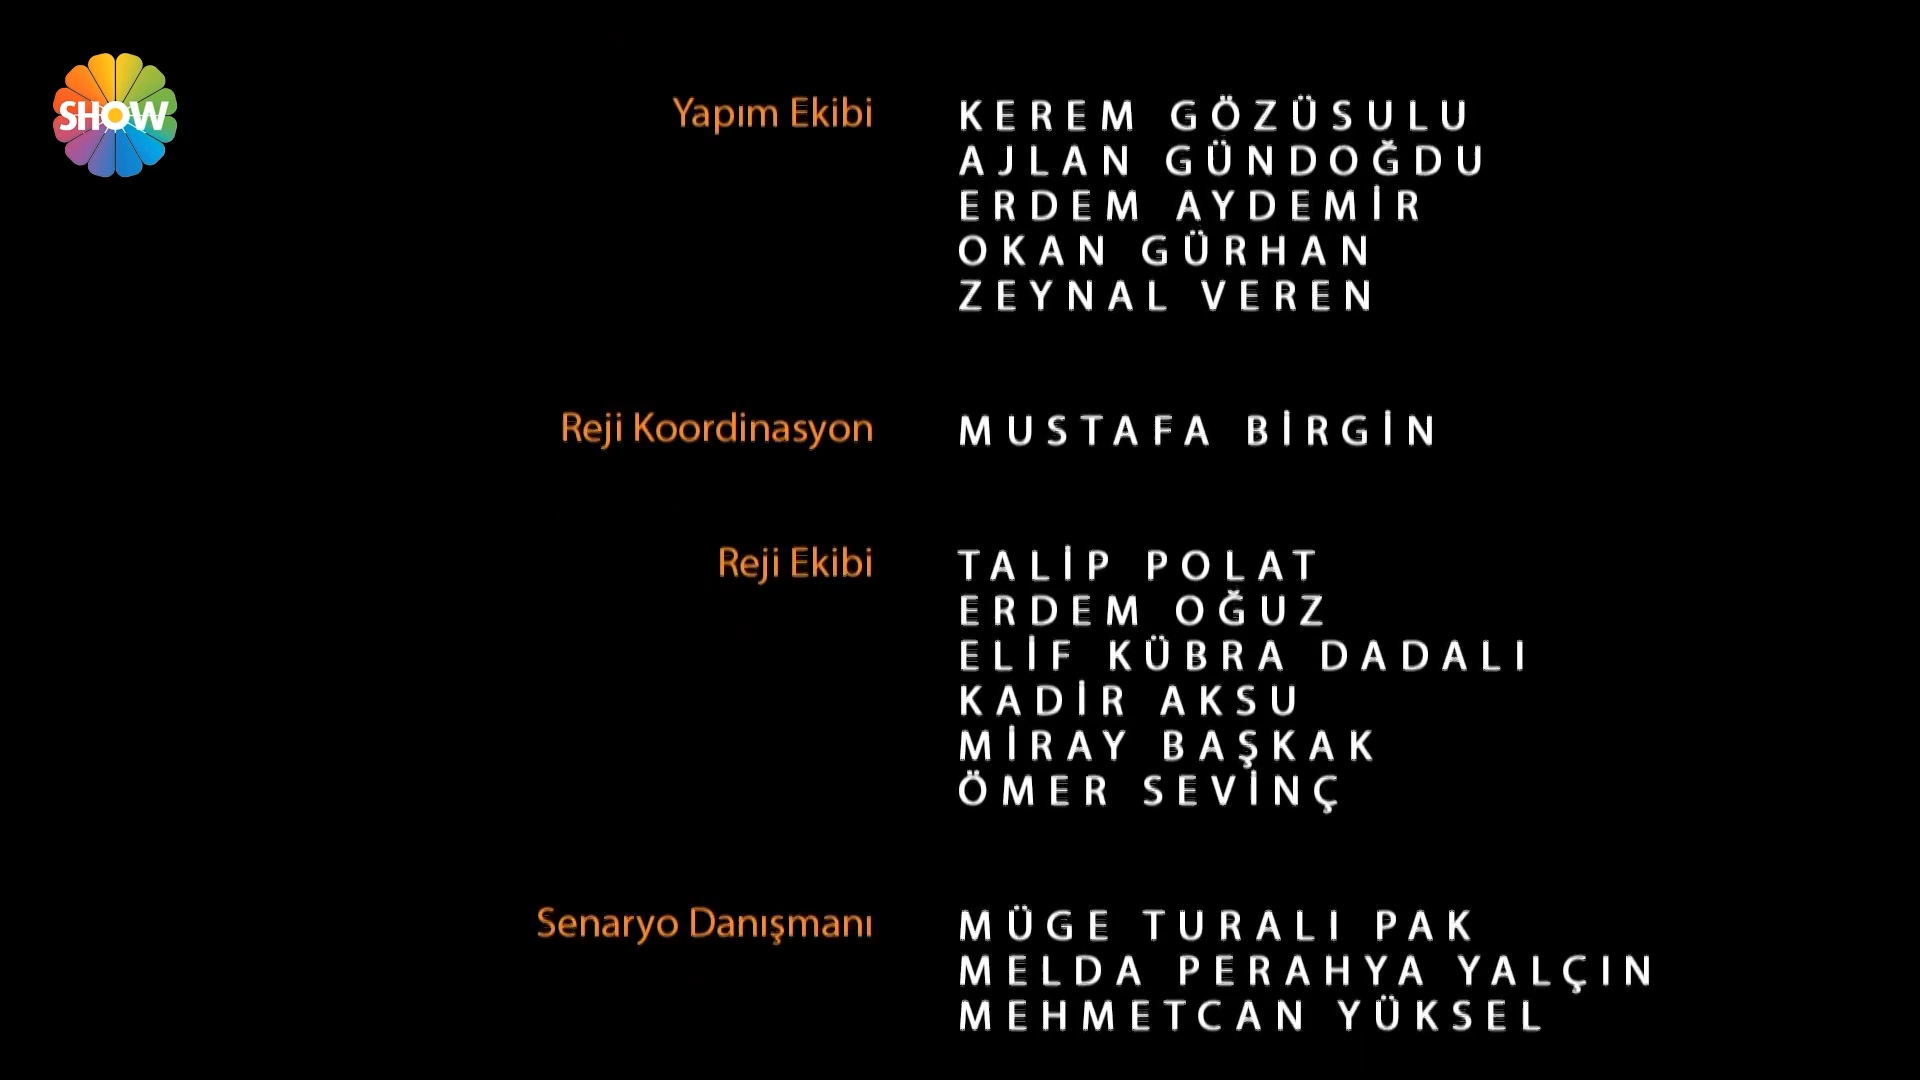 SHOW
Yapım Ekibi KEREM GÖZÜSULU
AJLAN GÜNDOĞDU
ERDEM AYDEMİR
OKAN GÜRHAN
ZEYNAL VEREN
Reji Koordinasyon MUSTAFA BİRGİN
Reji Ekibi TALİP POLAT
ERDEM OĞUZ
ELİF KÜBRA DADALI
KADİR AKSU
MİRAY BAŞKAK
ÖMER SEVİNÇ
Senaryo Danışmanı MÜGE TURALI PAK
MELDA PERAHYA YALÇIN
MEHMETCAN YÜKSEL